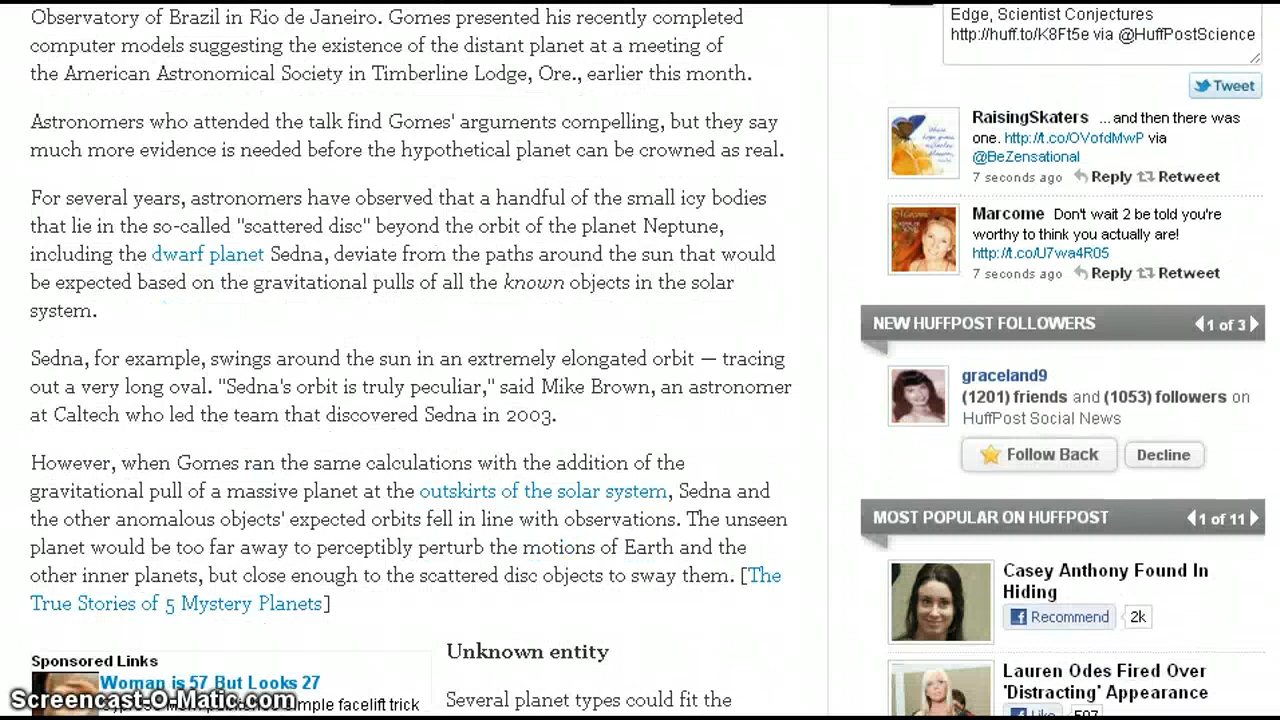 Observatory of Brazil in Rio de Janeiro. Gomes presented his recently completed
computer models suggesting the existence of the distant planet at a meeting of
the American Astronomical Society in Timberline Lodge, Ore., earlier this month.
Astronomers who attended the talk find Gomes' arguments compelling, but they say
much more evidence is needed before the hypothetical planet can be crowned as real.
For several years, astronomers have observed that a handful of the small icy bodies
that lie in the so-called "scattered disc" beyond the orbit of the planet Neptune,
including the dwarf planet Sedna, deviate from the paths around the sun that would
be expected based on the gravitational pulls of all the known objects in the solar
system.
Sedna, for example, swings around the sun in an extremely elongated orbit — tracing
out a very long oval. "Sedna's orbit is truly peculiar," said Mike Brown, an astronomer
at Caltech who led the team that discovered Sedna in 2003.
However, when Gomes ran the same calculations with the addition of the
gravitational pull of a massive planet at the outskirts of the solar system, Sedna and
the other anomalous objects' expected orbits fell in line with observations. The unseen
planet would be too far away to perceptibly perturb the motions of Earth and the
other inner planets, but close enough to the scattered disc objects to sway them. [The
True Stories of 5 Mystery Planets]
Sponsored Links
Woman is 57 But Looks 27
simple facelift trick
Screencast-O-Matic.com
Unknown entity
Several planet types could fit the
Edge, Scientist Conjectures
http://huff.to/K8Ft5e via @HuffPostScience
Tweet
RaisingSkaters ...and then there was
one. http://t.co/OVofdMwP via
@BeZensational
7 seconds ago Reply Retweet
Marcome Don't wait 2 be told you're
worthy to think you actually are!
http://t.co/U7wa4R05
7 seconds ago Reply Retweet
NEW HUFFPOST FOLLOWERS 1 of 3
graceland9
(1201) friends and (1053) followers on
HuffPost Social News
Follow Back Decline
MOST POPULAR ON HUFFPOST 1 of 11
Casey Anthony Found In
Hiding
Recommend 2k
Lauren Odes Fired Over
'Distracting' Appearance
Like